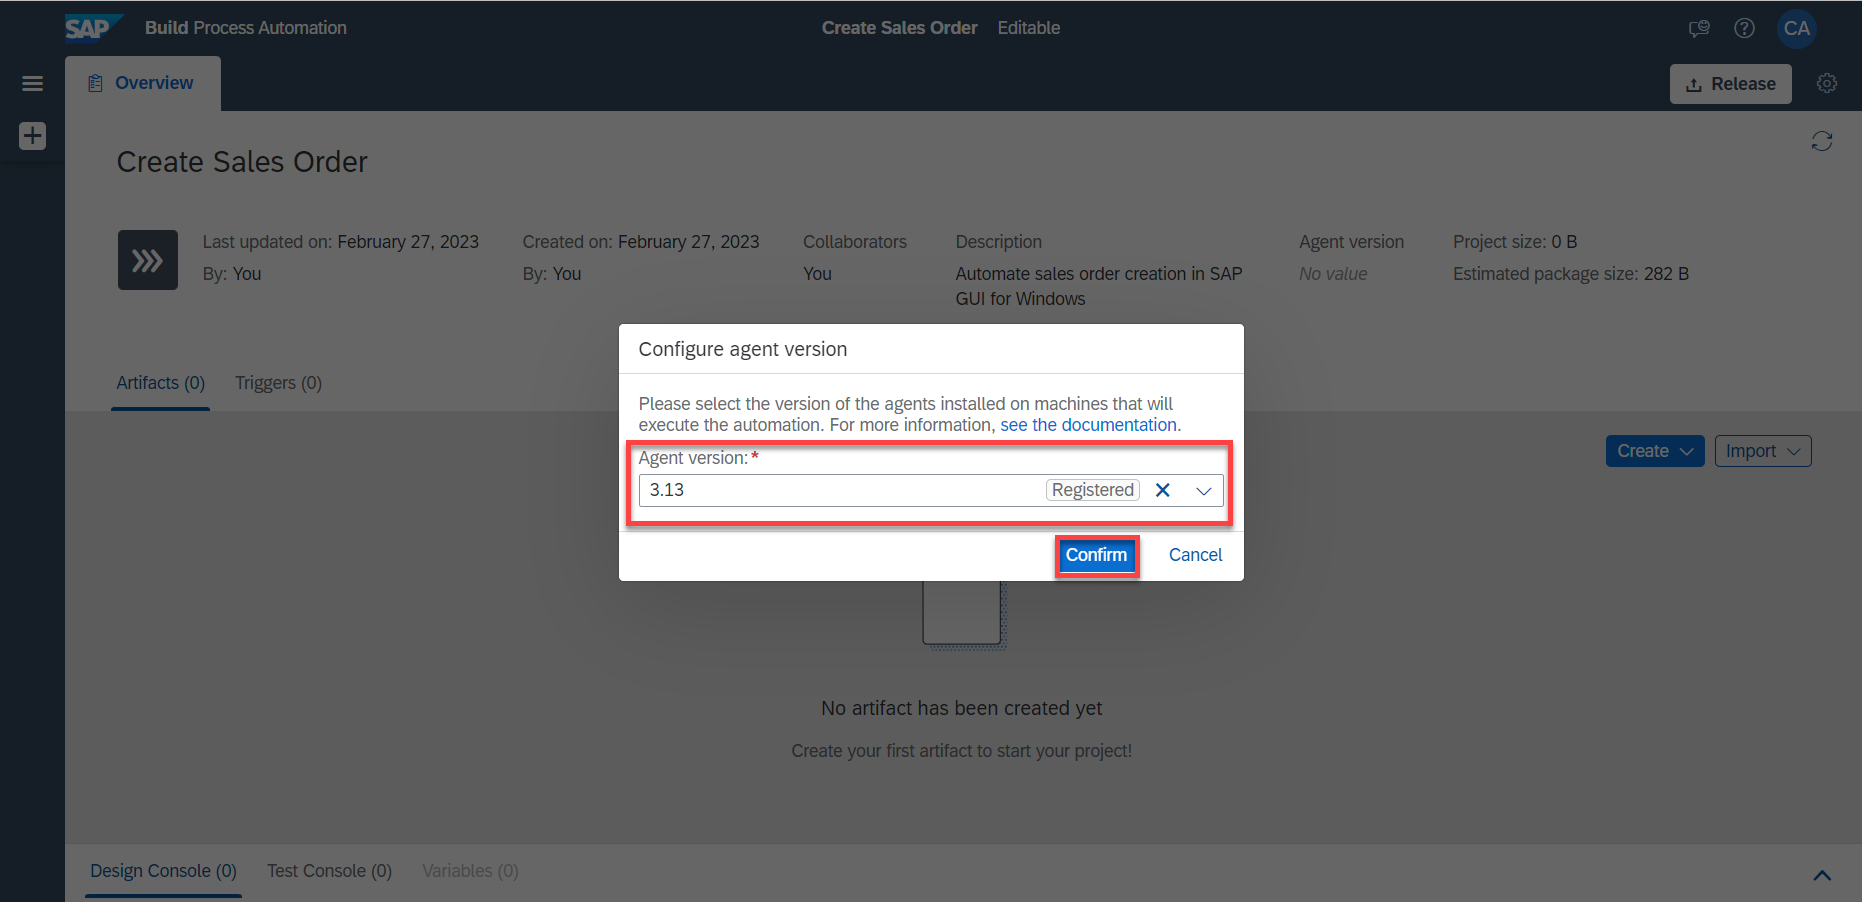 SAP Build Process Automation
Create Sales Order Editable
CA
Overview
Release
Create Sales Order
Last updated on: February 27, 2023
By: You
Created on: February 27, 2023
By: You
Collaborators
You
Description
Automate sales order creation in SAP
GUI for Windows
Agent version
No value
Project size: 0 B
Estimated package size: 282 B
Artifacts (0) Triggers (0)
Create Import
Configure agent version
Please select the version of the agents installed on machines that will
execute the automation. For more information, see the documentation.
Agent version:*
3.13 Registered
Confirm Cancel
No artifact has been created yet
Create your first artifact to start your project!
Design Console (0) Test Console (0) Variables (0)